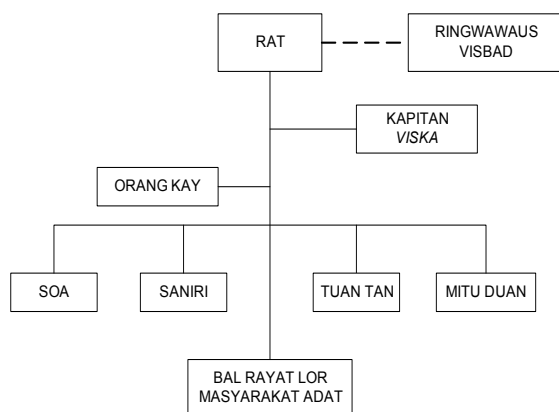 RAT
RINGWAWAUS
VISBAD
KAPITAN
VISKA
ORANG KAY
SOA
SANIRI
TUAN TAN
MITU DUAN
BAL RAYAT LOR
MASYARAKAT ADAT